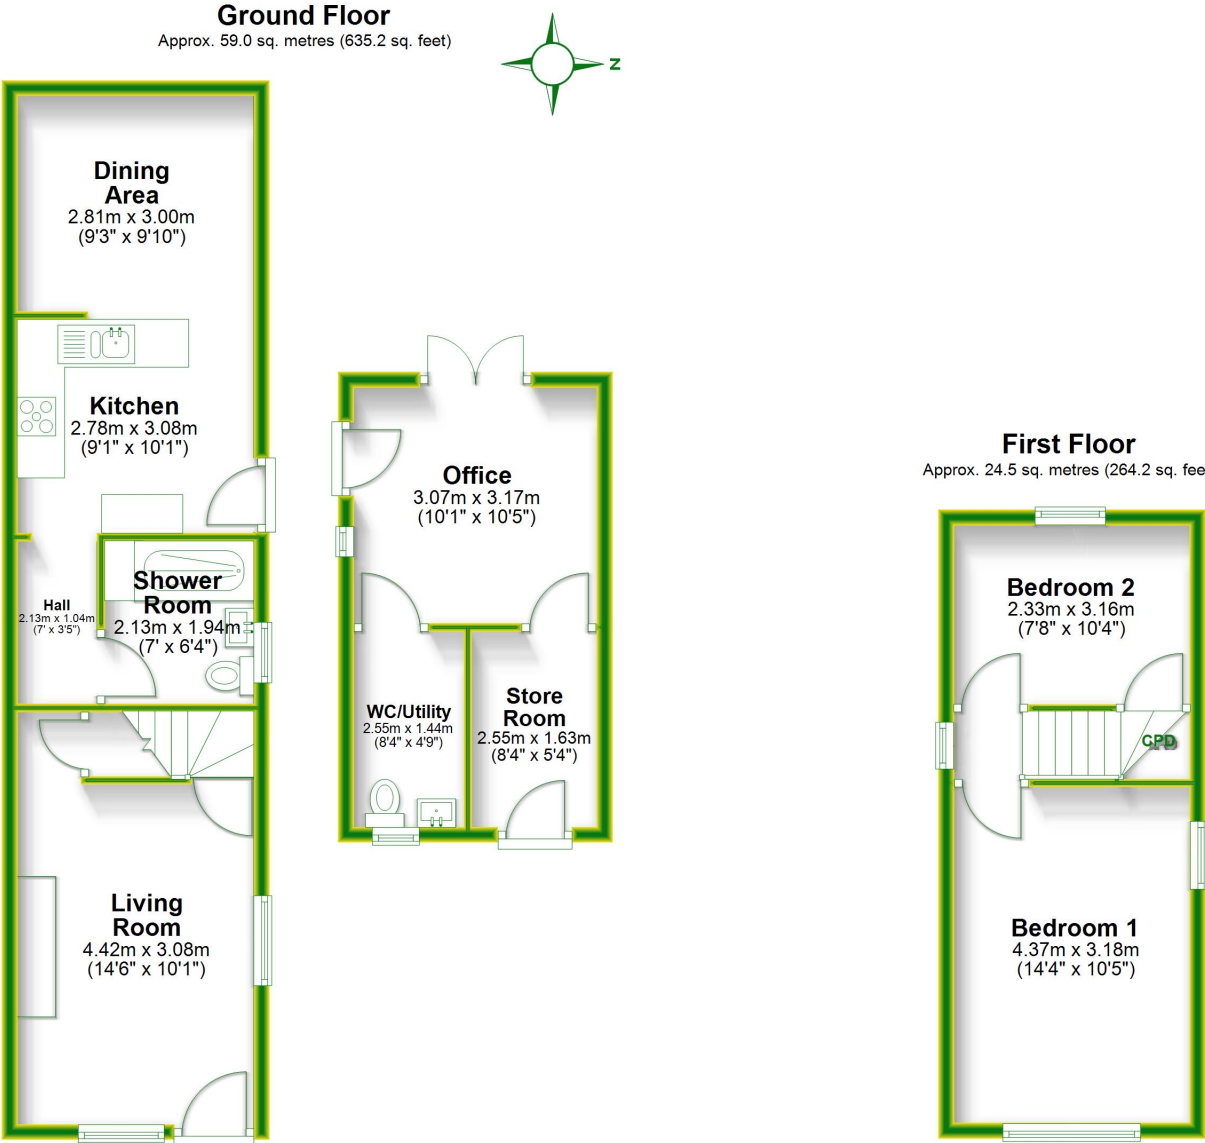 Ground Floor
Approx. 59.0 sq. metres (635.2 sq. feet)
Z
Dining
Area
2.81m x 3.00m
(9'3" x 9'10")
Kitchen
2.78m x 3.08m
(9'1" x 10'1")
Hall
2.13m x 1.04m
(7' x 3'5")
Shower
Room
2.13m x 1.94m
(7' x 6'4")
Living
Room
4.42m x 3.08m
(14'6" x 10'1")
Office
3.07m x 3.17m
(10'1" x 10'5")
WC/Utility
2.55m x 1.44m
(8'4" x 4'9")
Store
Room
2.55m x 1.63m
(8'4" x 5'4")
First Floor
Approx. 24.5 sq. metres (264.2 sq. fee
Bedroom 2
2.33m x 3.16m
(7'8" x 10'4")
CPD
Bedroom 1
4.37m x 3.18m
(14'4" x 10'5")